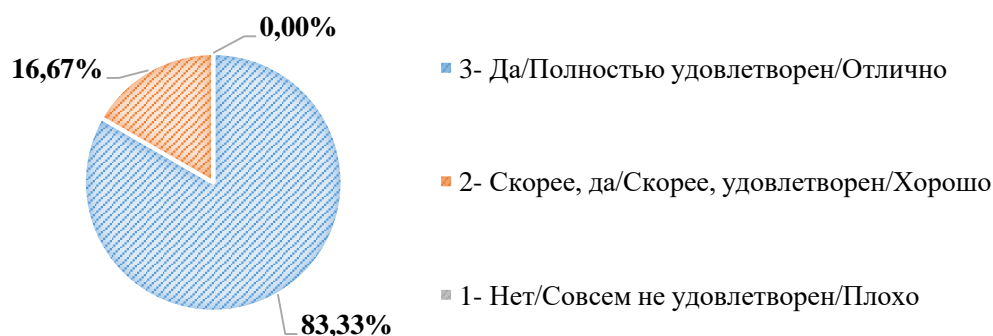 0,00%
16,67%
83,33%
3- Да/Полностью удовлетворен/Отлично
2- Скорее, да/Скорее, удовлетворен/Хорошо
1- Нет/Совсем не удовлетворен/Плохо